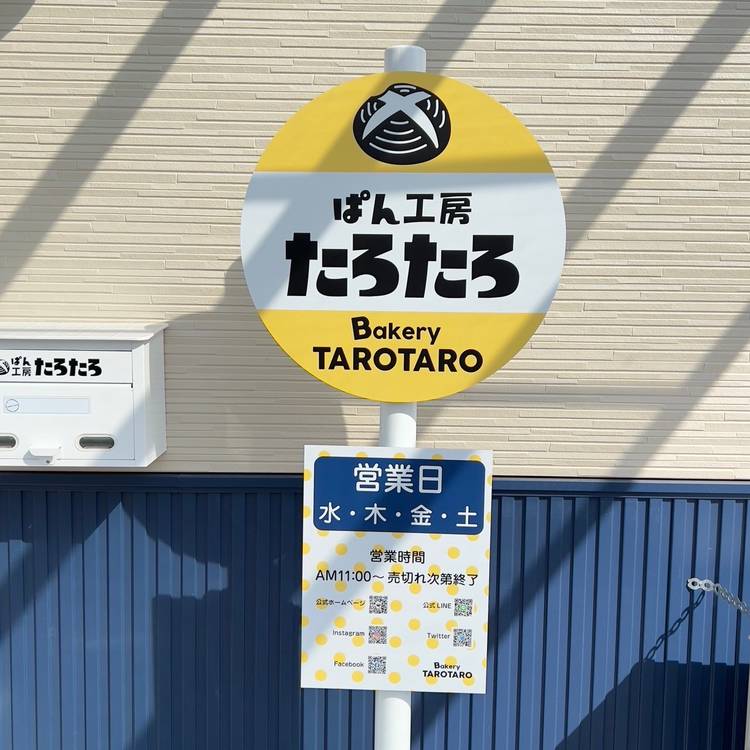 ぱん工房
たろたろ
Bakery
TAROTARO
ぱん
工房
たろたろ
営業日
水・木・金・土
営業時間
AM11:00～売切れ次第終了
公式ホームページ
公式LINE
Instagram
Twitter
Facebook
Bakery
TAROTARO